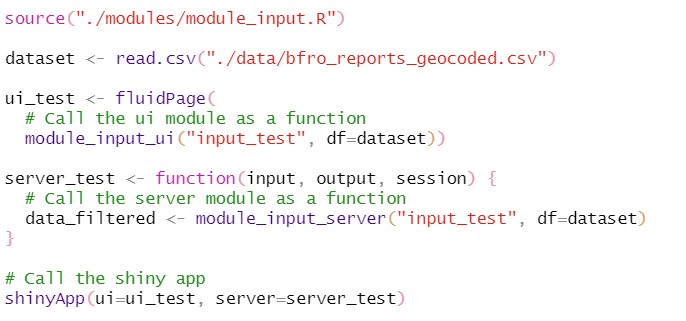 source("./modules/module_input.R")
dataset <- read.csv("./data/bfro_reports_geocoded.csv")
ui_test <- fluidPage(
# Call the ui module as a function
module_input_ui("input_test", df=dataset))
server_test <- function(input, output, session) {
# Call the server module as a function
data_filtered <- module_input_server("input_test", df=dataset)
}
# Call the shiny app
shinyApp(ui=ui_test, server=server_test)